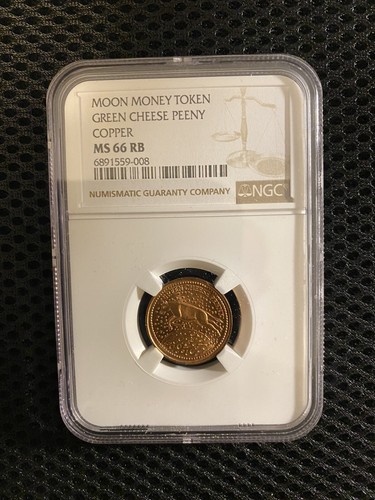 MOON MONEY TOKEN
GREEN CHEESE PEENY
COPPER
MS 66 RB
6891559-008
NUMISMATIC GUARANTY COMPANY NGC